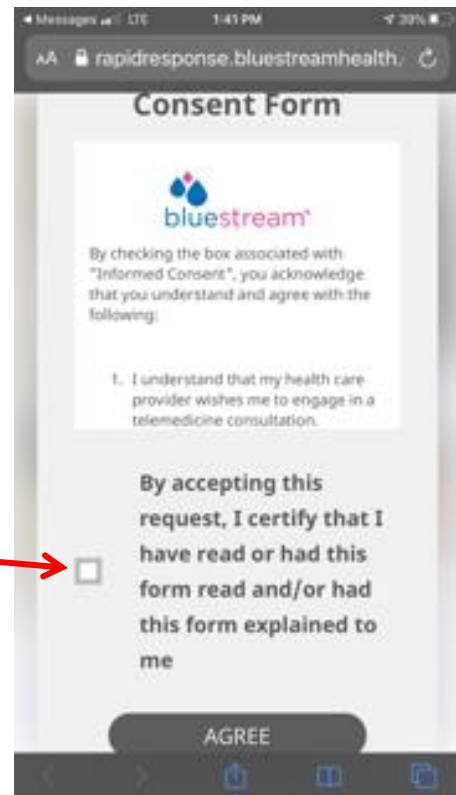 Messages LTE 1:41 PM 39%
AA rapidresponse.bluestreamhealth.
Consent Form
bluestream
By checking the box associated with
"Informed Consent", you acknowledge
that you understand and agree with the
following:
1. I understand that my health care
provider wishes me to engage in a
telemedicine consultation.
By accepting this
request, I certify that I
have read or had this
form read and/or had
this form explained to
me
AGREE